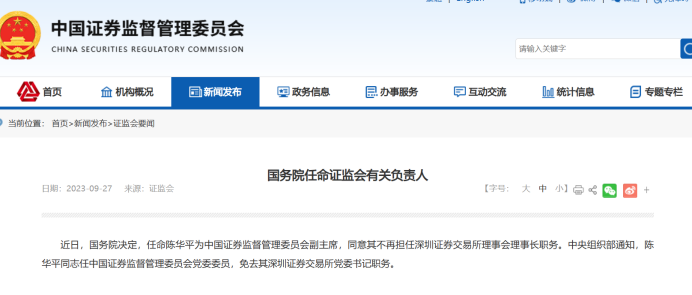 English
中国证券监督管理委员会
CHINA SECURITIES REGULATORY COMMISSION
请输入关键字
首页 机构概况 新闻发布 政务信息 办事服务 互动交流 统计信息 专题专栏
当前位置： 首页>新闻发布>证监会要闻
国务院任命证监会有关负责人
日期：2023-09-27 来源：证监会 【字号： 大 中 小】
近日，国务院决定，任命陈华平为中国证券监督管理委员会副主席，同意其不再担任深圳证券交易所理事会理事长职务。中央组织部通知，陈
华平同志任中国证券监督管理委员会党委委员，免去其深圳证券交易所党委书记职务。